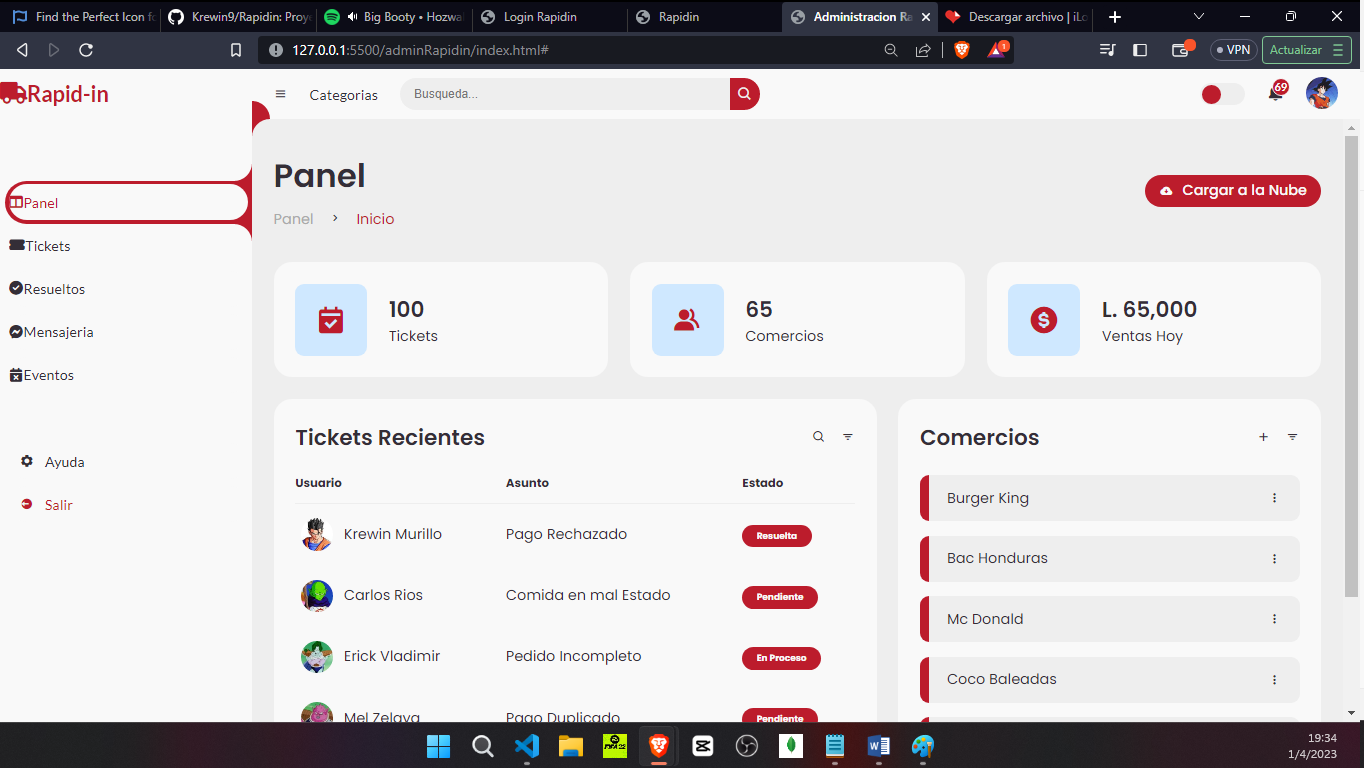 Find the Perfect Icon fo
Krewin9/Rapidin: Proye
Big Booty • Hozwa
Login Rapidin
Rapidin
Administracion Ra
Descargar archivo | iLo
127.0.0.1:5500/adminRapidin/index.html#
1
VPN
Actualizar
Rapid-in
Categorias
Busqueda...
69
Panel
Tickets
Resueltos
Mensajeria
Eventos
Ayuda
Salir
Panel
Panel > Inicio
Cargar a la Nube
100
Tickets
65
Comercios
L. 65,000
Ventas Hoy
Tickets Recientes
Usuario Asunto Estado
Krewin Murillo Pago Rechazado Resuelta
Carlos Rios Comida en mal Estado Pendiente
Erick Vladimir Pedido Incompleto En Proceso
Mel Zelaya Pago Duplicado Pendiente
Comercios
Burger King
Bac Honduras
Mc Donald
Coco Baleadas
19:34
1/4/2023